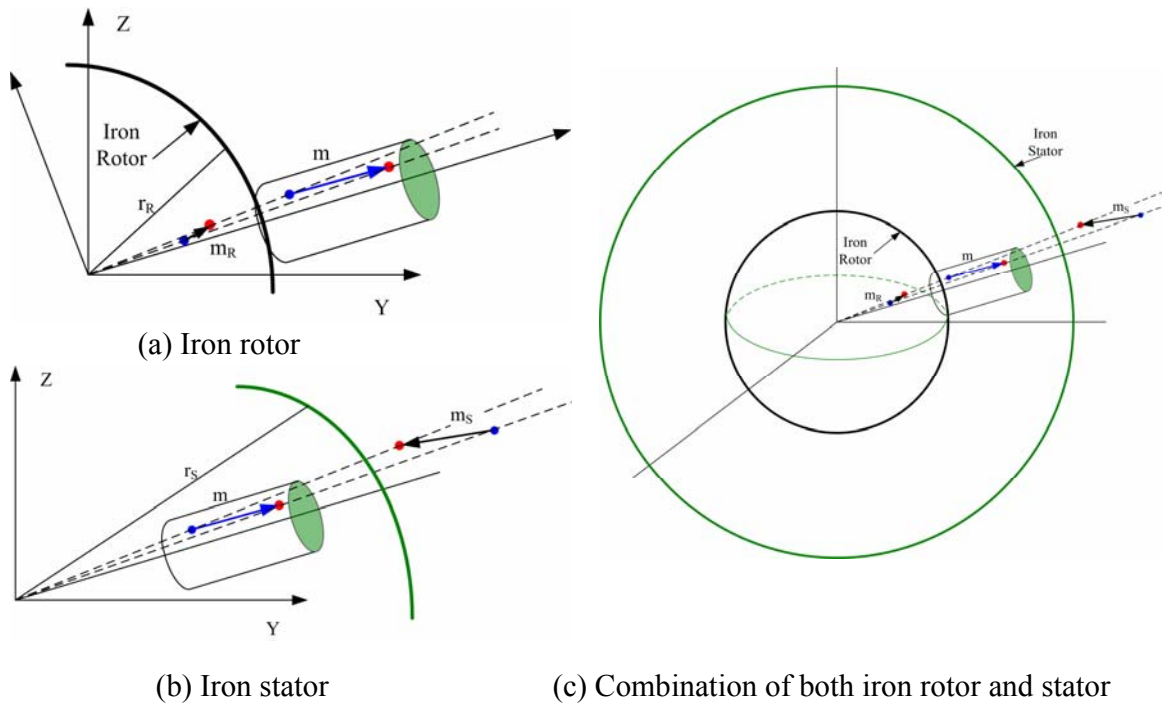 Z
Iron
Rotor
m
r_R
m_R
Y
(a) Iron rotor
Z
m_S
r_S
m
Y
(b) Iron stator
Iron
Stator
m_S
Iron
Rotor
m
m_R
(c) Combination of both iron rotor and stator